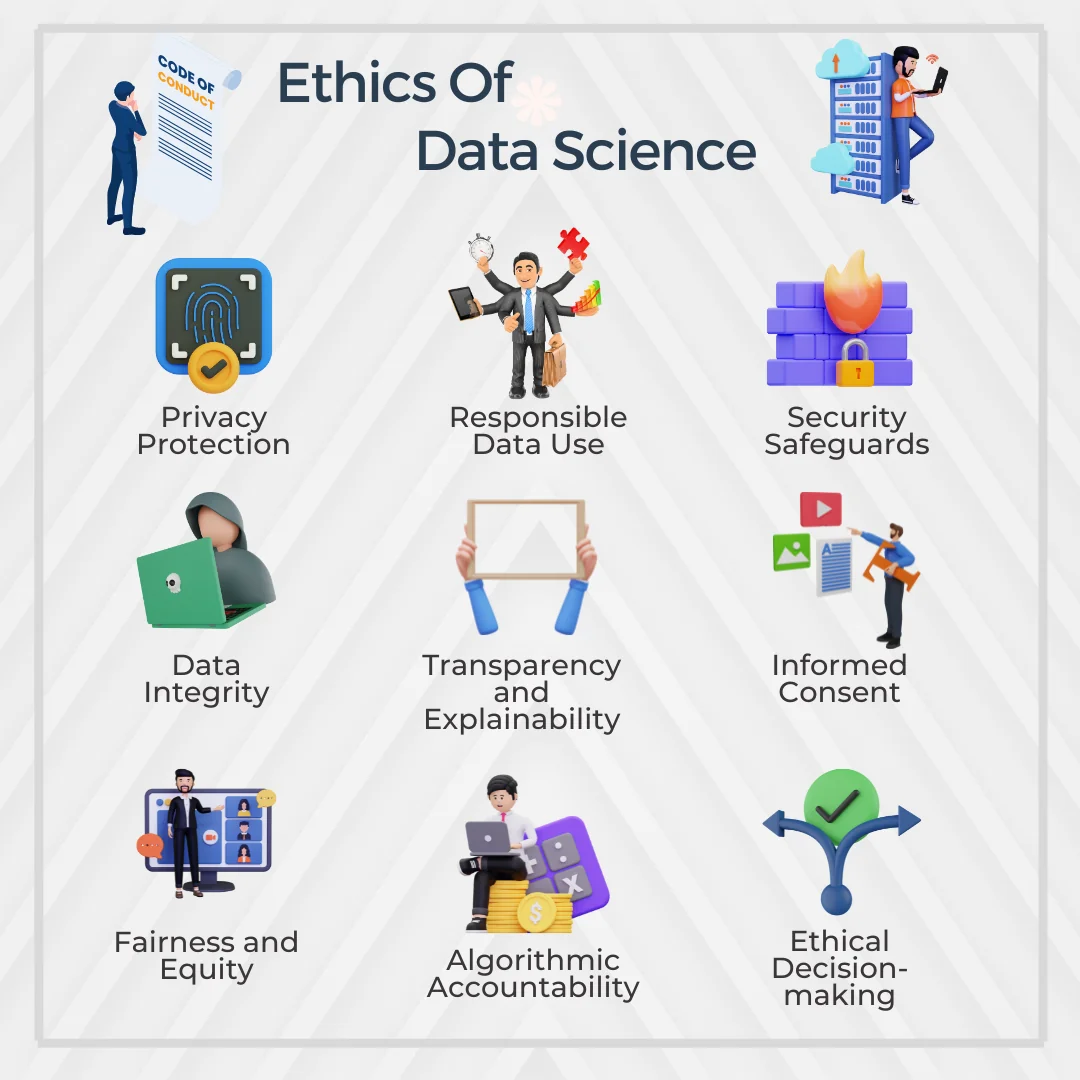 CODE OF
CONDUCT
Ethics Of
Data Science
Privacy
Protection
Responsible
Data Use
Security
Safeguards
Data
Integrity
Transparency
and
Explainability
A
Informed
Consent
Fairness and
Equity
$
X
Algorithmic
Accountability
Ethical
Decision-
making